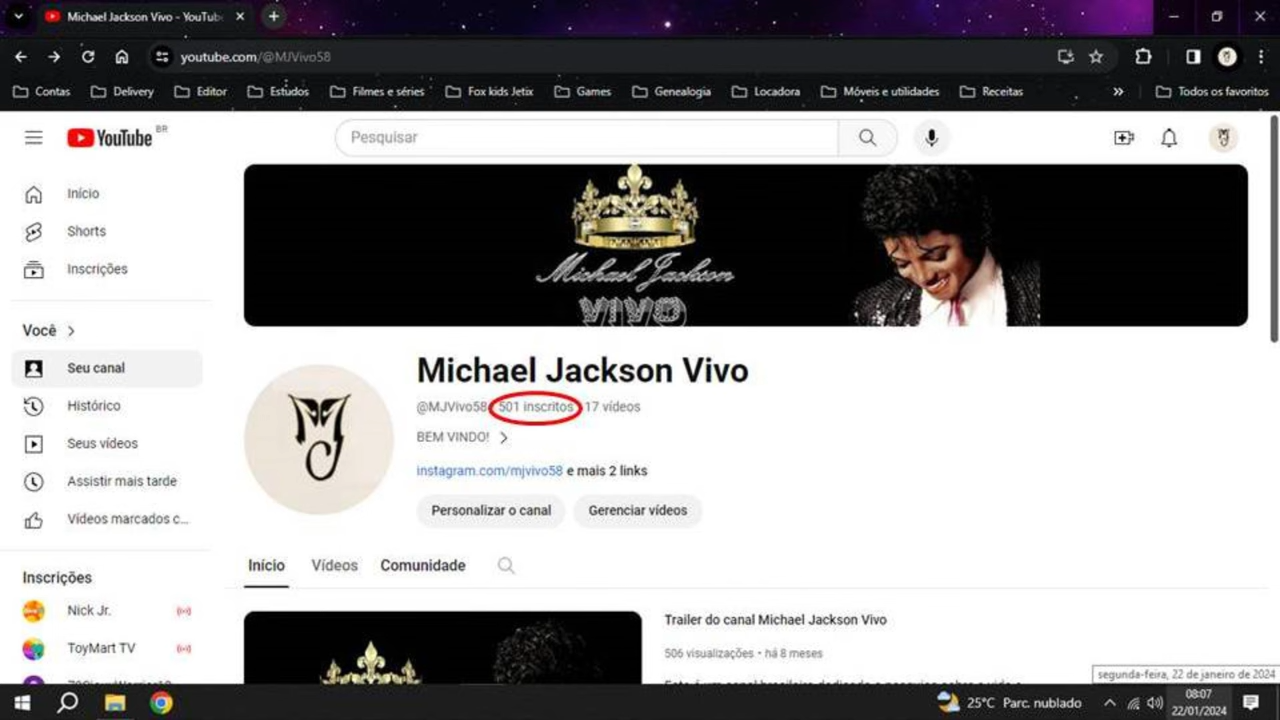 Michael Jackson Vivo - YouTub
youtube.com/@MJVivo58
Contas Delivery Editor Estudos Filmes e séries Fox kids Jetix Games Genealogia Locadora Móveis e utilidades Receitas » Todos os favoritos
YouTube BR
Pesquisar
Início
Shorts
Inscrições
Você
Seu canal
Histórico
Seus vídeos
Assistir mais tarde
Vídeos marcados c...
Inscrições
Nick Jr.
ToyMart TV
Michael Jackson
VIVO
Michael Jackson Vivo
@MJVivo58 501 inscritos 17 vídeos
BEM VINDO!
instagram.com/mjvivo58 e mais 2 links
Personalizar o canal Gerenciar vídeos
Início Vídeos Comunidade
Trailer do canal Michael Jackson Vivo
506 visualizações • há 8 meses
segunda-feira, 22 de janeiro de 2024
25°C Parc. nublado
08:07
22/01/2024